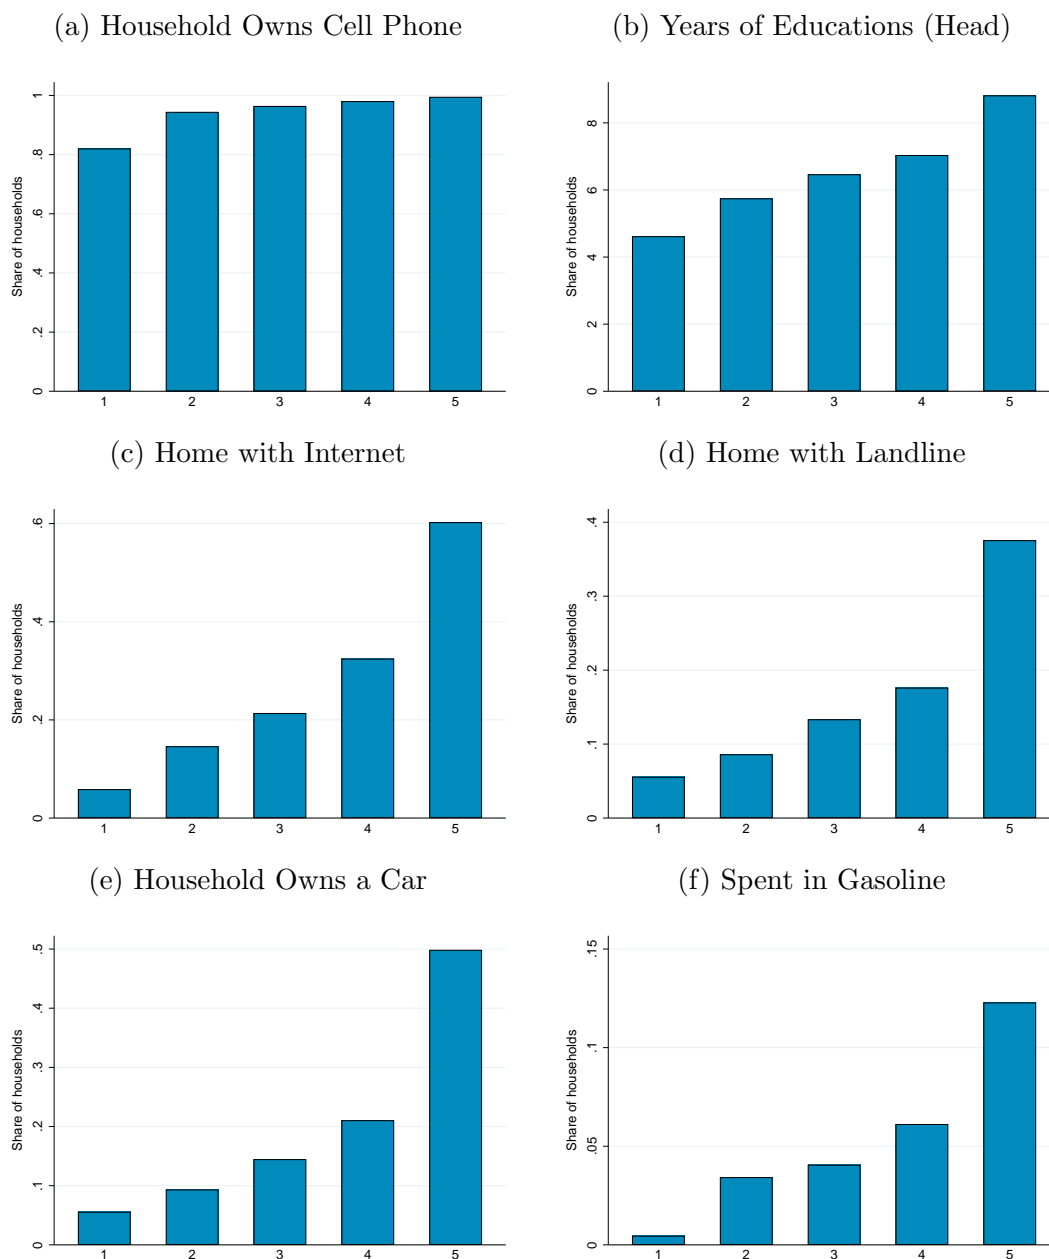 (a) Household Owns Cell Phone
Share of households
0 .2 .4 .6 .8 1
1 2 3 4 5
(b) Years of Educations (Head)
Share of households
0 2 4 6 8
1 2 3 4 5
(c) Home with Internet
Share of households
0 .2 .4 .6
1 2 3 4 5
(d) Home with Landline
Share of households
0 .1 .2 .3 .4
1 2 3 4 5
(e) Household Owns a Car
Share of households
0 .1 .2 .3 .4 .5
1 2 3 4 5
(f) Spent in Gasoline
Share of households
0 .05 .1 .15
1 2 3 4 5